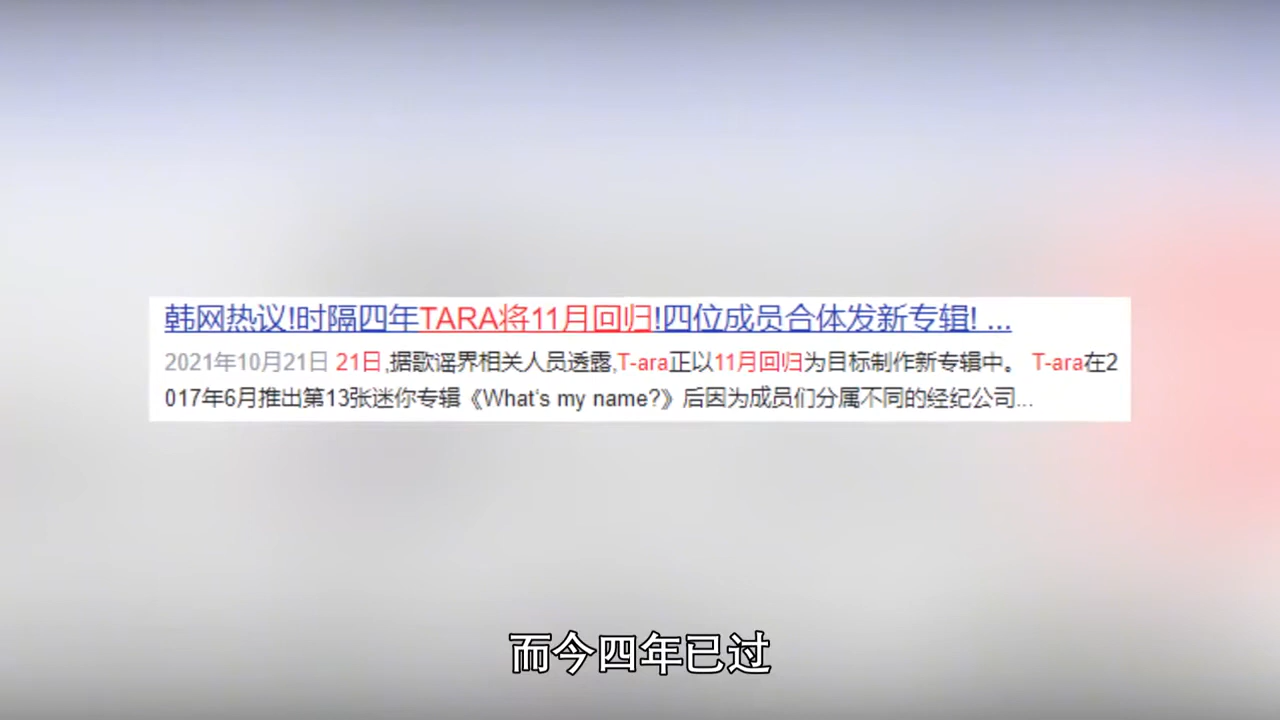 韩网热议!时隔四年TARA将11月回归!四位成员合体发新专辑! ...
2021年10月21日 21日,据歌谣界相关人员透露,T-ara正以11月回归为目标制作新专辑中。 T-ara在2
017年6月推出第13张迷你专辑《What's my name?》后因为成员们分属不同的经纪公司...
而今四年已过